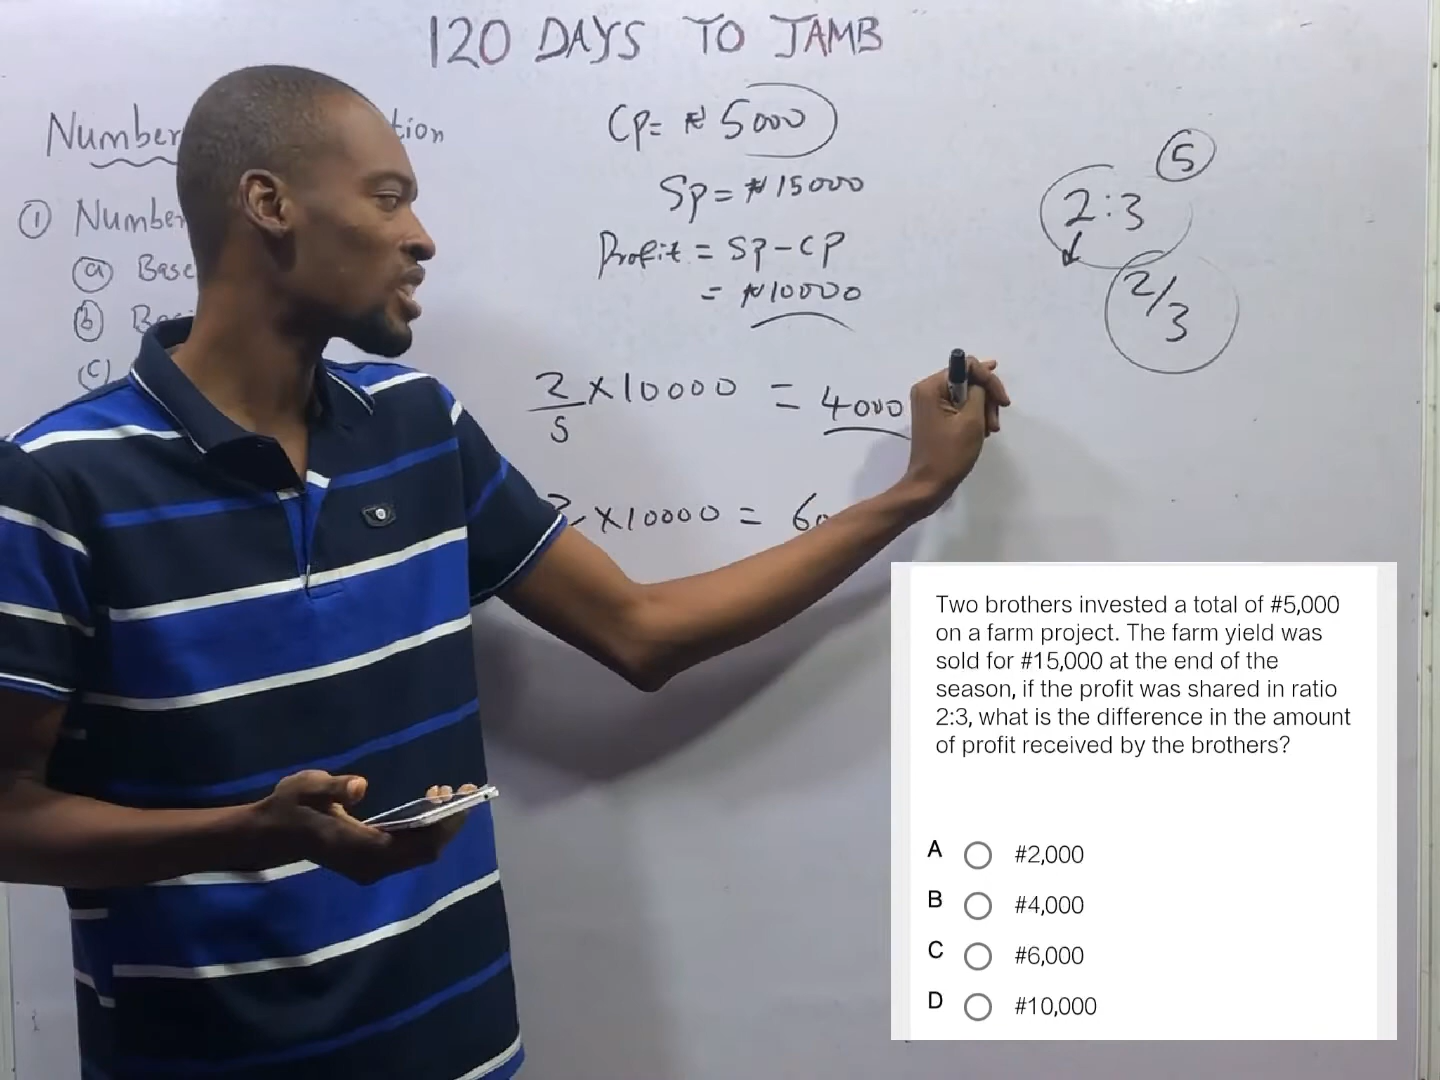 120 DAYS TO JAMB
Number tion
① Number
ⓐ Base
ⓑ
ⓒ
CP= ₦5000
SP= ₦15000
Profit = SP-CP
= ₦10000
2/5 X10000 = 4000
X10000 =
5
2:3
2/3
Two brothers invested a total of #5,000
on a farm project. The farm yield was
sold for #15,000 at the end of the
season, if the profit was shared in ratio
2:3, what is the difference in the amount
of profit received by the brothers?
A #2,000
B #4,000
C #6,000
D #10,000